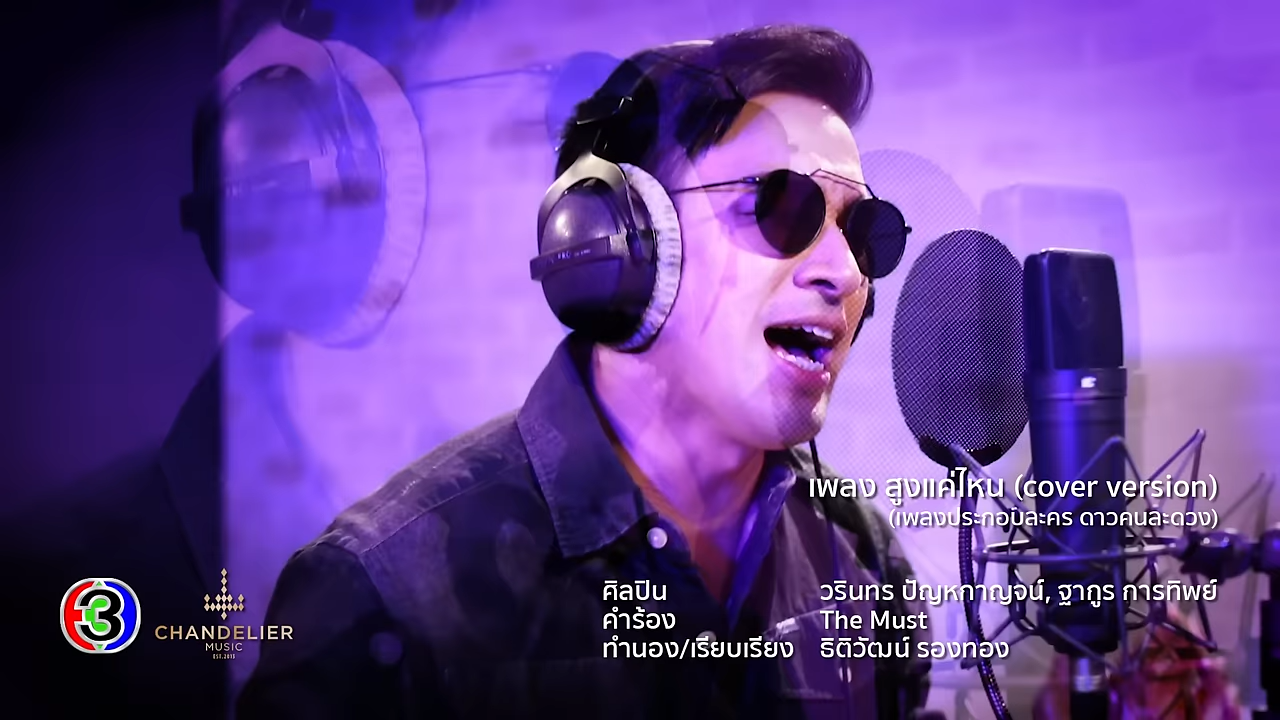 เพลง สูงแค่ไหน (cover version)
(เพลงประกอบละคร ดาวคนละดวง)
ศิลปิน วรินทร ปัญหกาญจน์, ฐากูร การทิพย์
คำร้อง The Must
ทำนอง/เรียบเรียง ธิติวัฒน์ รองทอง
3
CHANDELIER
MUSIC
EST.2015